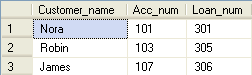 Customer_name Acc_num Loan_num
1 Nora 101 301
2 Robin 103 305
3 James 107 306